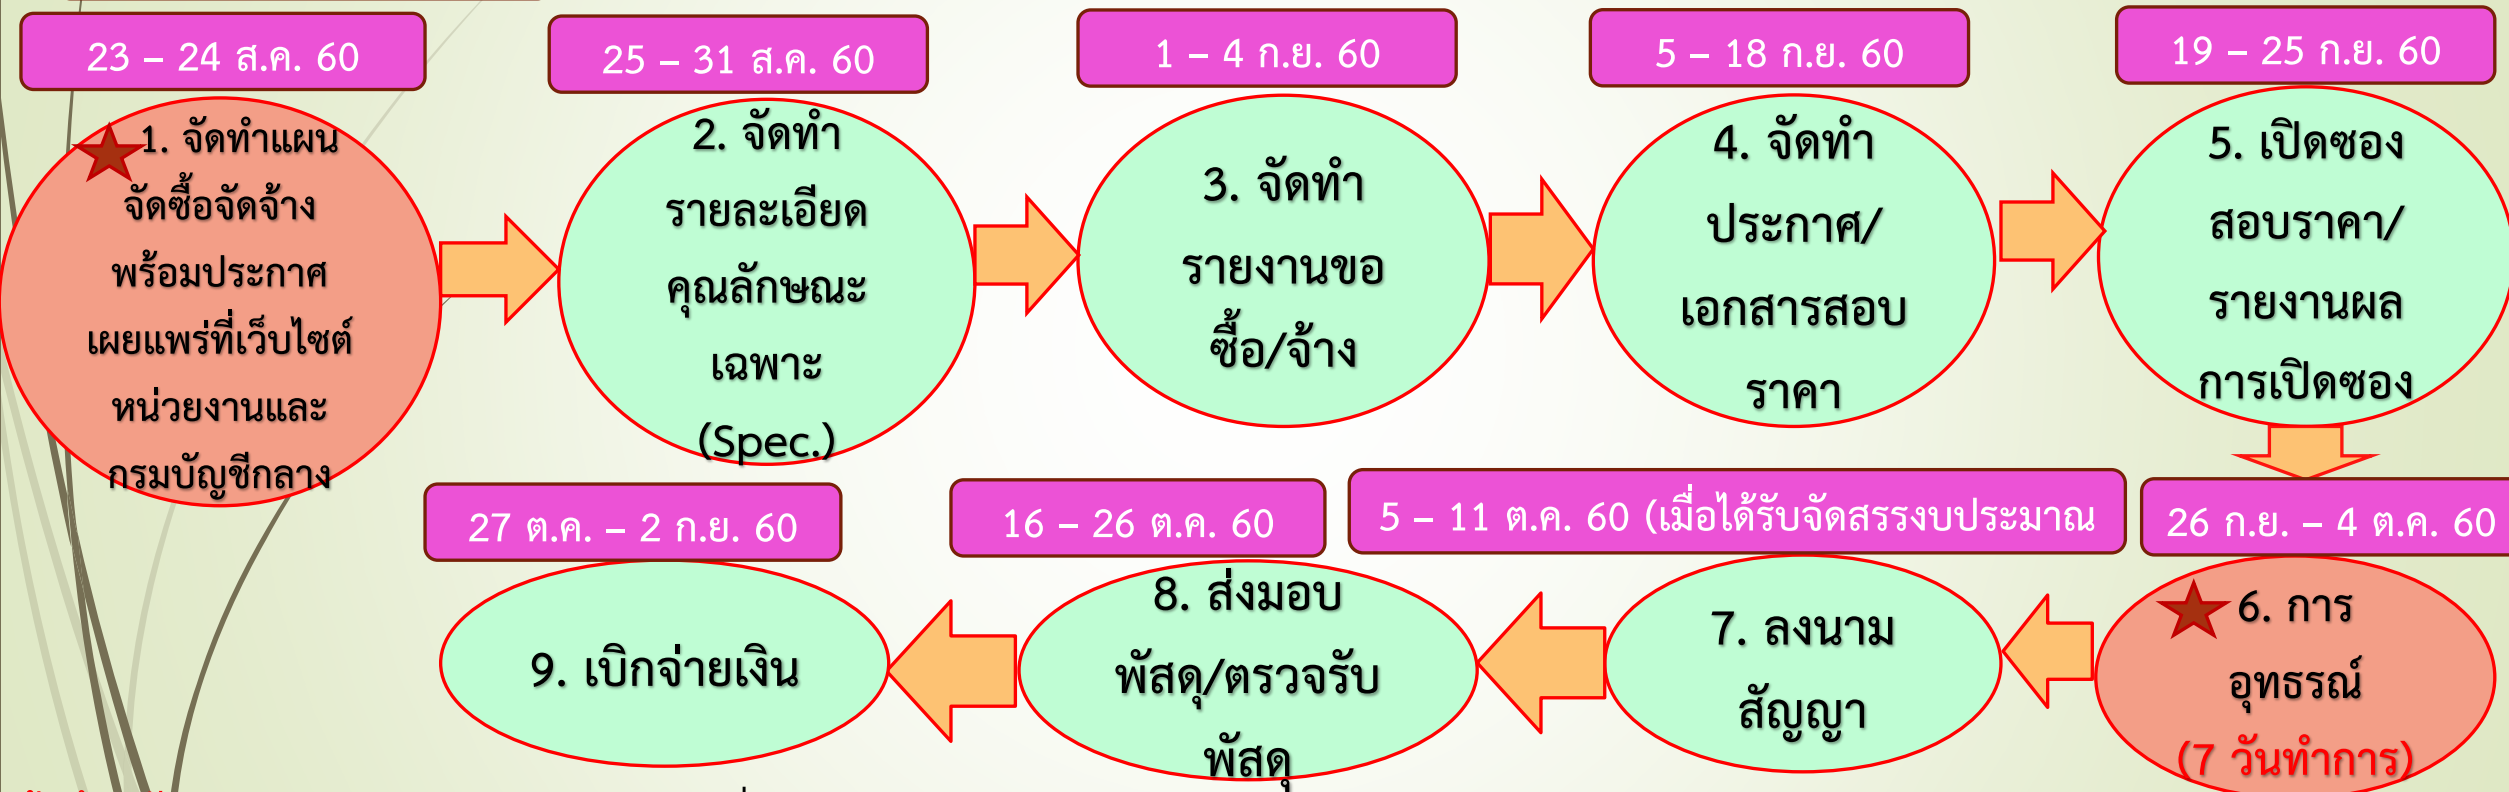 23 – 24 ส.ค. 60
1. จัดทำแผน
จัดซื้อจัดจ้าง
พร้อมประกาศ
เผยแพร่ที่เว็บไซต์
หน่วยงานและ
กรมบัญชีกลาง
25 – 31 ส.ค. 60
2. จัดทำ
รายละเอียด
คุณลักษณะ
เฉพาะ
(Spec.)
1 – 4 ก.ย. 60
3. จัดทำ
รายงานขอ
ซื้อ/จ้าง
5 – 18 ก.ย. 60
4. จัดทำ
ประกาศ/
เอกสารสอบ
ราคา
19 – 25 ก.ย. 60
5. เปิดซอง
สอบราคา/
รายงานผล
การเปิดซอง
26 ก.ย. – 4 ต.ค. 60
6. การ
อุทธรณ์
(7 วันทำการ)
5 – 11 ต.ค. 60 (เมื่อได้รับจัดสรรงบประมาณ
7. ลงนาม
สัญญา
16 – 26 ต.ค. 60
8. ส่งมอบ
พัสดุ/ตรวจรับ
พัสดุ
27 ต.ค. – 2 ก.ย. 60
9. เบิกจ่ายเงิน